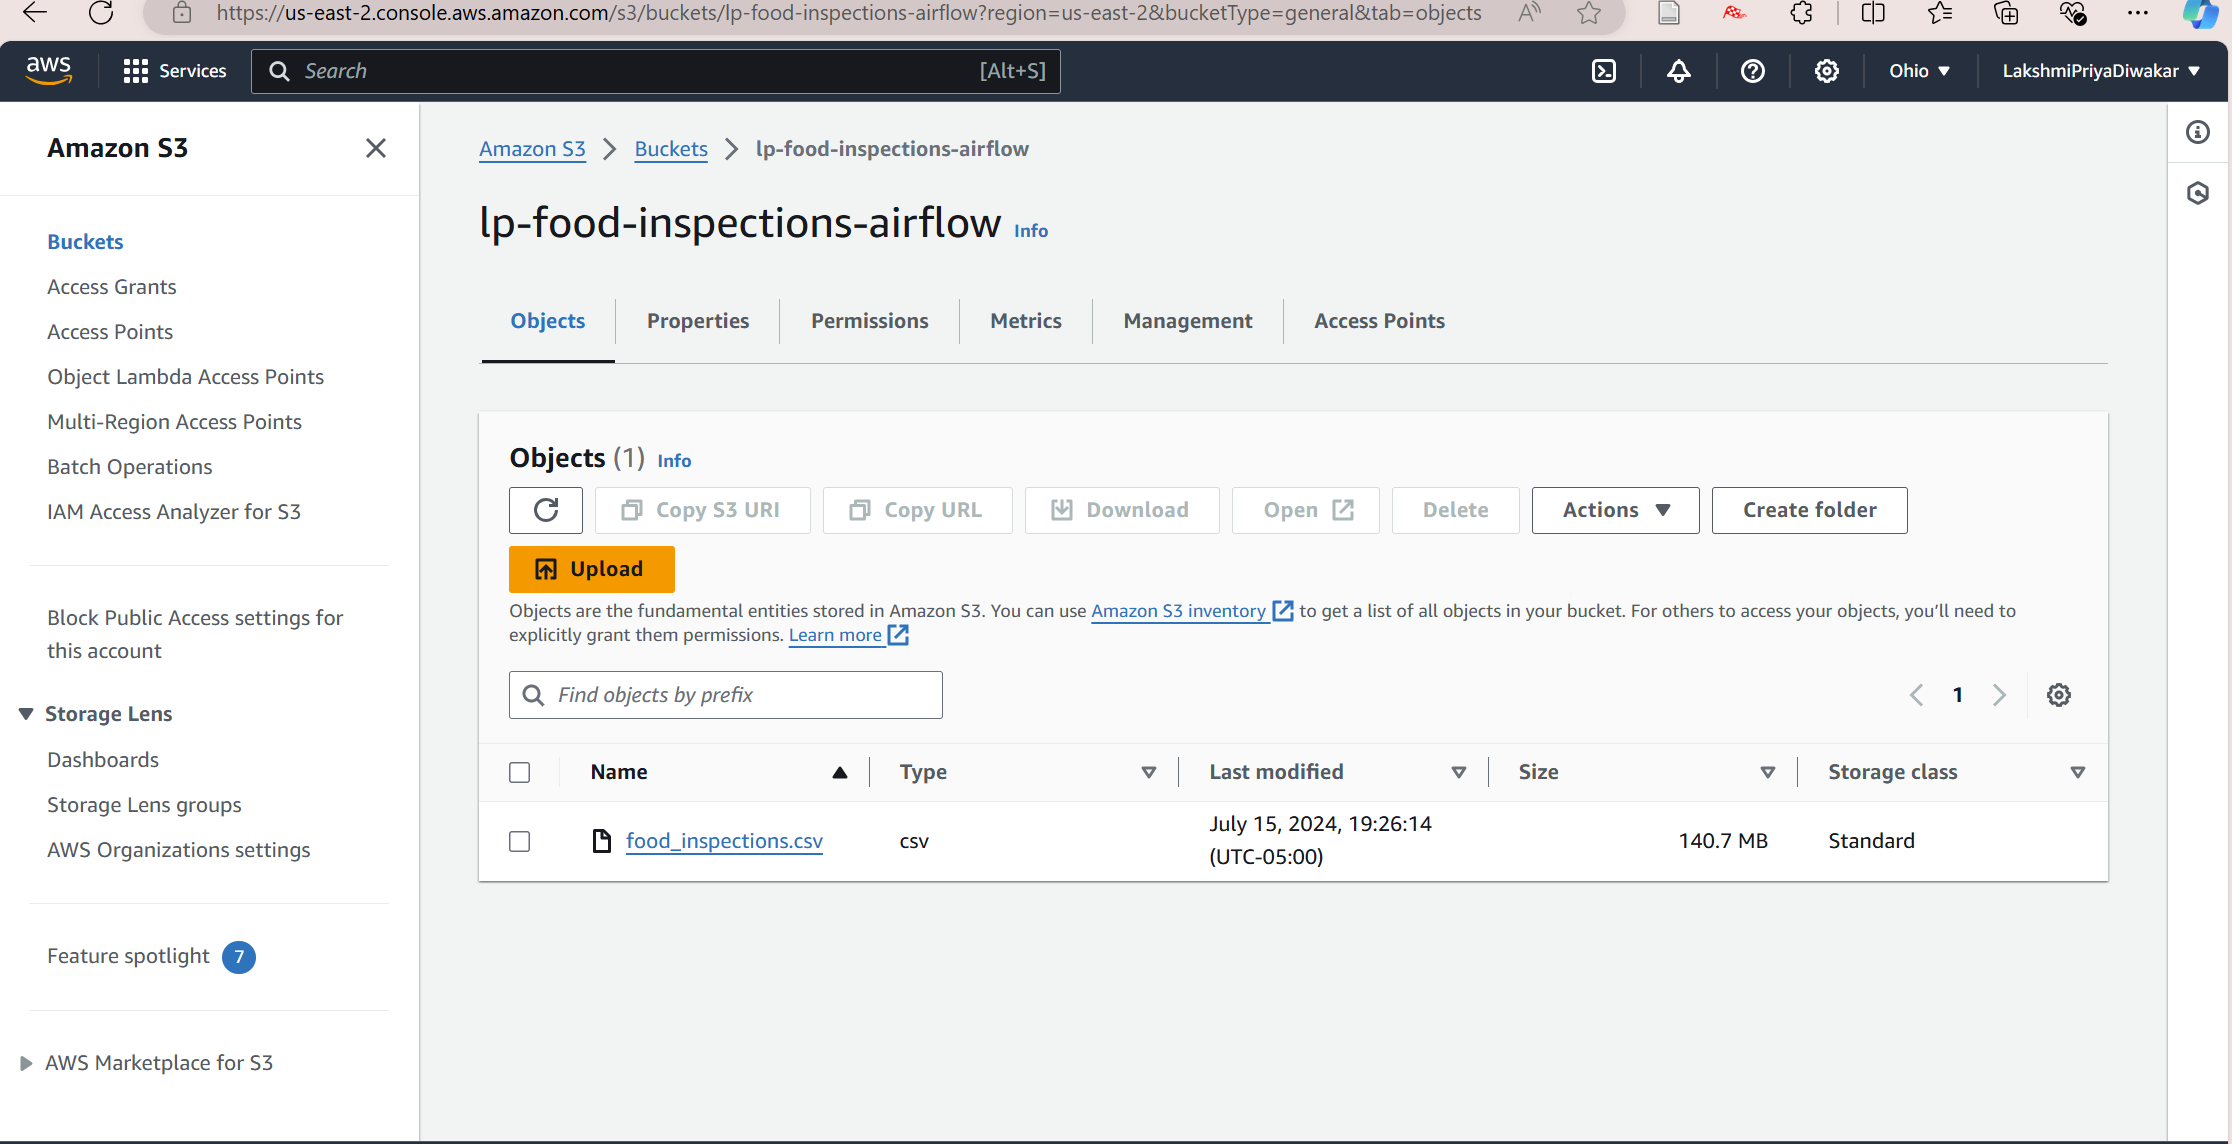 https://us-east-2.console.aws.amazon.com/s3/buckets/lp-food-inspections-airflow?region=us-east-2&bucketType=general&tab=objects
aws
Services
Search
[Alt+S]
Ohio
LakshmiPriyaDiwakar
Amazon S3
Buckets
Access Grants
Access Points
Object Lambda Access Points
Multi-Region Access Points
Batch Operations
IAM Access Analyzer for S3
Block Public Access settings for
this account
Storage Lens
Dashboards
Storage Lens groups
AWS Organizations settings
Feature spotlight 7
AWS Marketplace for S3
Amazon S3 > Buckets > lp-food-inspections-airflow
lp-food-inspections-airflow Info
Objects
Properties
Permissions
Metrics
Management
Access Points
Objects (1) Info
Copy S3 URI
Copy URL
Download
Open
Delete
Actions
Create folder
Upload
Objects are the fundamental entities stored in Amazon S3. You can use Amazon S3 inventory to get a list of all objects in your bucket. For others to access your objects, you’ll need to
explicitly grant them permissions. Learn more
Find objects by prefix
1
Name
Type
Last modified
Size
Storage class
food_inspections.csv
csv
July 15, 2024, 19:26:14
(UTC-05:00)
140.7 MB
Standard